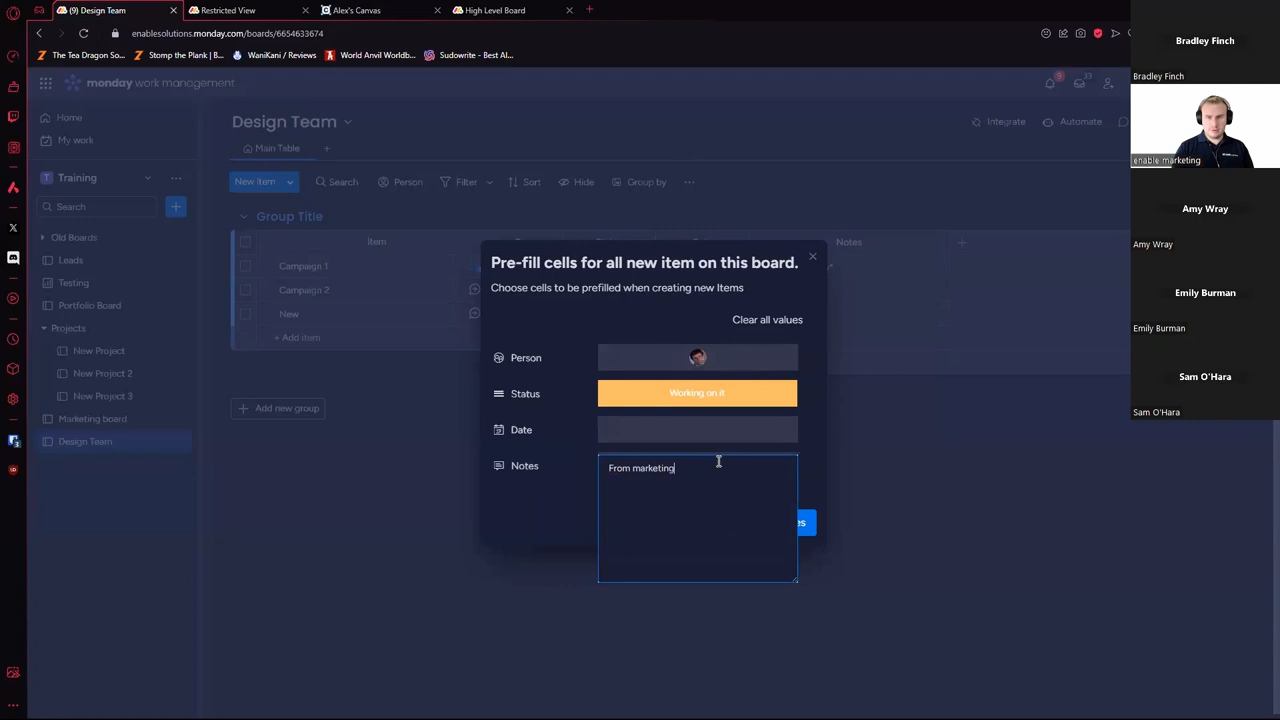 (9) Design Team
Restricted View
Alex's Canvas
High Level Board
enablesolutions.monday.com/boards/6654633674
The Tea Dragon So...
Stomp the Plank | B...
WaniKani / Reviews
World Anvil Worldb...
Sudowrite - Best AI...
monday work management
9
33
Home
My work
T Training
Search
Old Boards
Leads
Testing
Portfolio Board
Projects
New Project
New Project 2
New Project 3
Marketing board
Design Team
Design Team
Integrate
Automate
Main Table
New Item
Search
Person
Filter
Sort
Hide
Group by
Group Title
Item
Notes
Campaign 1
Campaign 2
New
+ Add item
Add new group
Pre-fill cells for all new item on this board.
Choose cells to be prefilled when creating new Items
Clear all values
Person
Status
Working on it
Date
Notes
From marketing
es
Bradley Finch
Bradley Finch
enable marketing
Amy Wray
Amy Wray
Emily Burman
Emily Burman
Sam O'Hara
Sam O'Hara